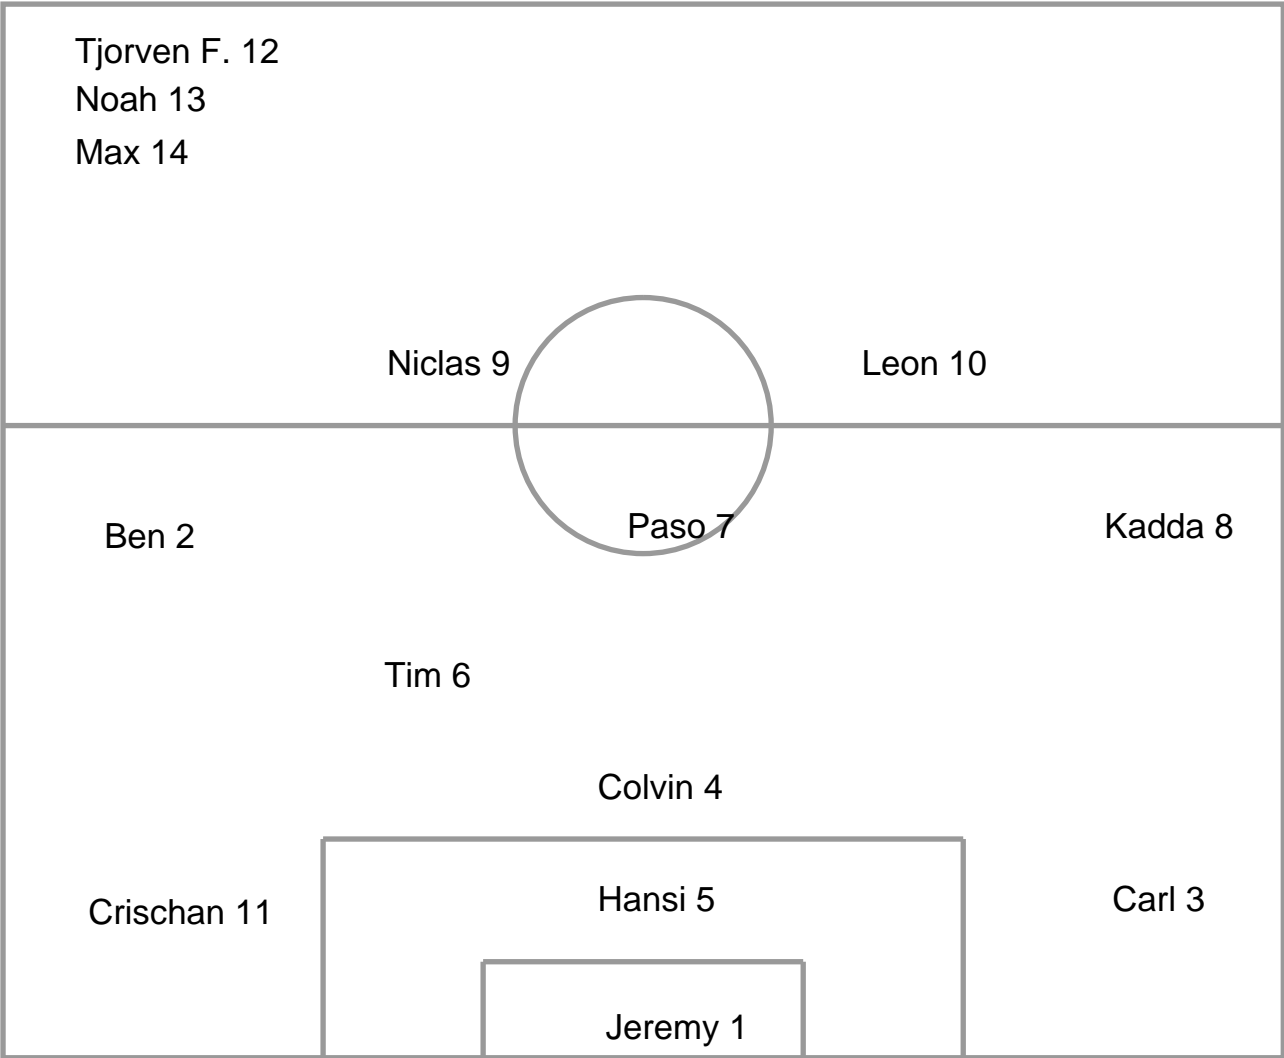 Tjorven F. 12
Noah 13
Max 14
Niclas 9
Leon 10
Ben 2
Paso 7
Kadda 8
Tim 6
Colvin 4
Crischan 11
Hansi 5
Carl 3
Jeremy 1